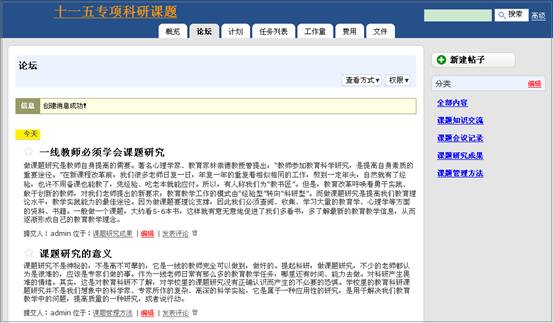 十一五专项科研课题
搜索 高级
概览 论坛 计划 任务列表 工作量 费用 文件
论坛
查看方式 权限
信息 创建消息成功!
今天
一线教师必须学会课题研究
做课题研究是教师自身提高的需要。著名心理学家、教育家林崇德教授曾提出：“教师参加教育科学研究，是提高自身素质的
重要途径。”在新课程改革前，我们很多老师日复一日，年复一年的重复着相似相同的工作，熬到一定年头，自然就有了经
验，也许不用备课也能教了，凭经验、吃老本就能应付。所以，有人称我们为“教书匠”。但是，教育改革呼唤着勇于实践、
敢于创新的教师，对我们老师提出的新要求，教育教学工作的模式由“经验型”转向“科研型”。而做课题研究是提高我们教育理
论水平，教学实践能力的最佳途径。因为做课题要理论支撑，因此我们必须查阅、收集、学习大量的教育学、心理学等方面
的资料、书籍。一般做一个课题，大约看5-6本书，这样就有意无意地促进了我们多看书，多了解最新的教育教学信息，从而
逐渐形成自己的教育教学理念。
提交人：admin 位于：课题研究成果 | 编辑 | 发表评论
课题研究的意义
课题研究不是神秘的，不是高不可攀的，它是一线的教师完全可以做到，做好的。提起科研，做课题研究，不少的老师都认
为是很难的，应该是专家们做的事。作为一线老师日常有那么多的教育教学任务，哪里还有时间、能力去做。对科研产生畏
难的情绪。其实，这是对教育科研不了解，对学校里的课题研究没有正确认识而产生的不必要的恐惧。学校里的教育科研课
题研究并不是我们想象中的科学家、专家所作的复杂、高深的科学实验，它是属于一种应用性的研究，是用于解决我们教育
教学中的问题，提高质量的一种研究，或者说行动。
提交人：admin 位于：课题管理方法 | 编辑 | 发表评论
新建帖子
分类 编辑
全部内容
课题知识交流
课题会议记录
课题研究成果
课题管理方法